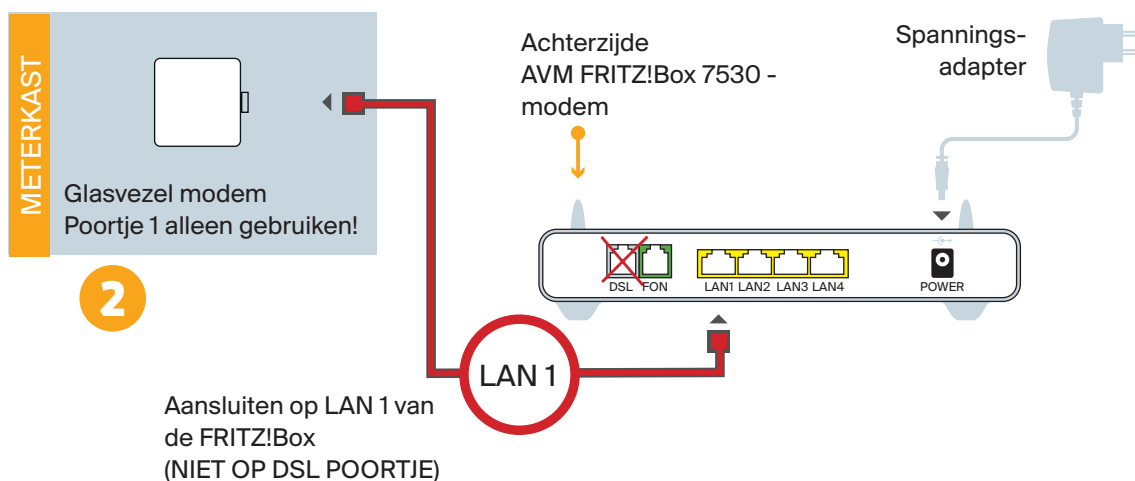 METERKAST
Glasvezel modem
Poortje 1 alleen gebruiken!
2
Achterzijde
AVM FRITZ!Box 7530 -
modem
Spannings-
adapter
DSL FON LAN1 LAN2 LAN3 LAN4 POWER
LAN 1
Aansluiten op LAN 1 van
de FRITZ!Box
(NIET OP DSL POORTJE)